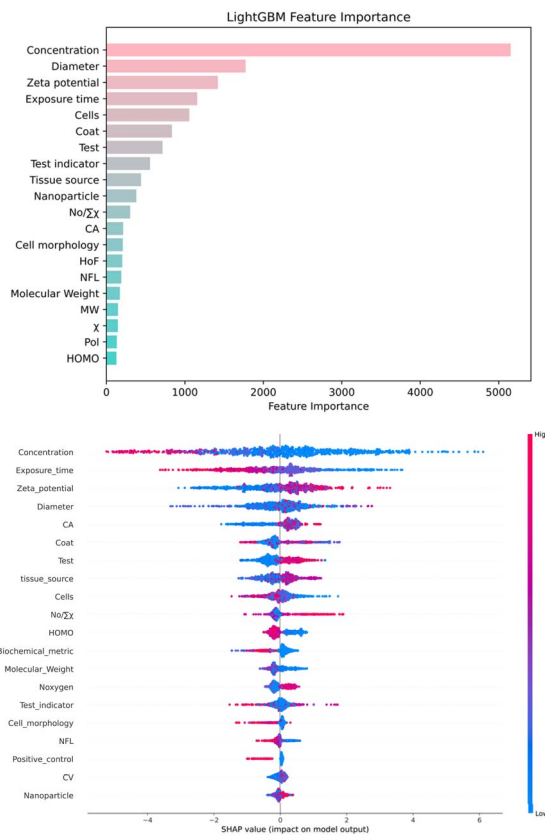 LightGBM Feature Importance
Concentration
Diameter
Zeta potential
Exposure time
Cells
Coat
Test
Test indicator
Tissue source
Nanoparticle
No/∑χ
CA
Cell morphology
HoF
NFL
Molecular Weight
MW
χ
Pol
HOMO
0 1000 2000 3000 4000 5000
Feature Importance
High
Concentration
Exposure_time
Zeta_potential
Diameter
CA
Coat
Test
tissue_source
Cells
No/∑χ
HOMO
Biochemical_metric
Molecular_Weight
Noxygen
Test_indicator
Cell_morphology
NFL
Positive_control
CV
Nanoparticle
Low
−4 −2 0 2 4 6
SHAP value (impact on model output)